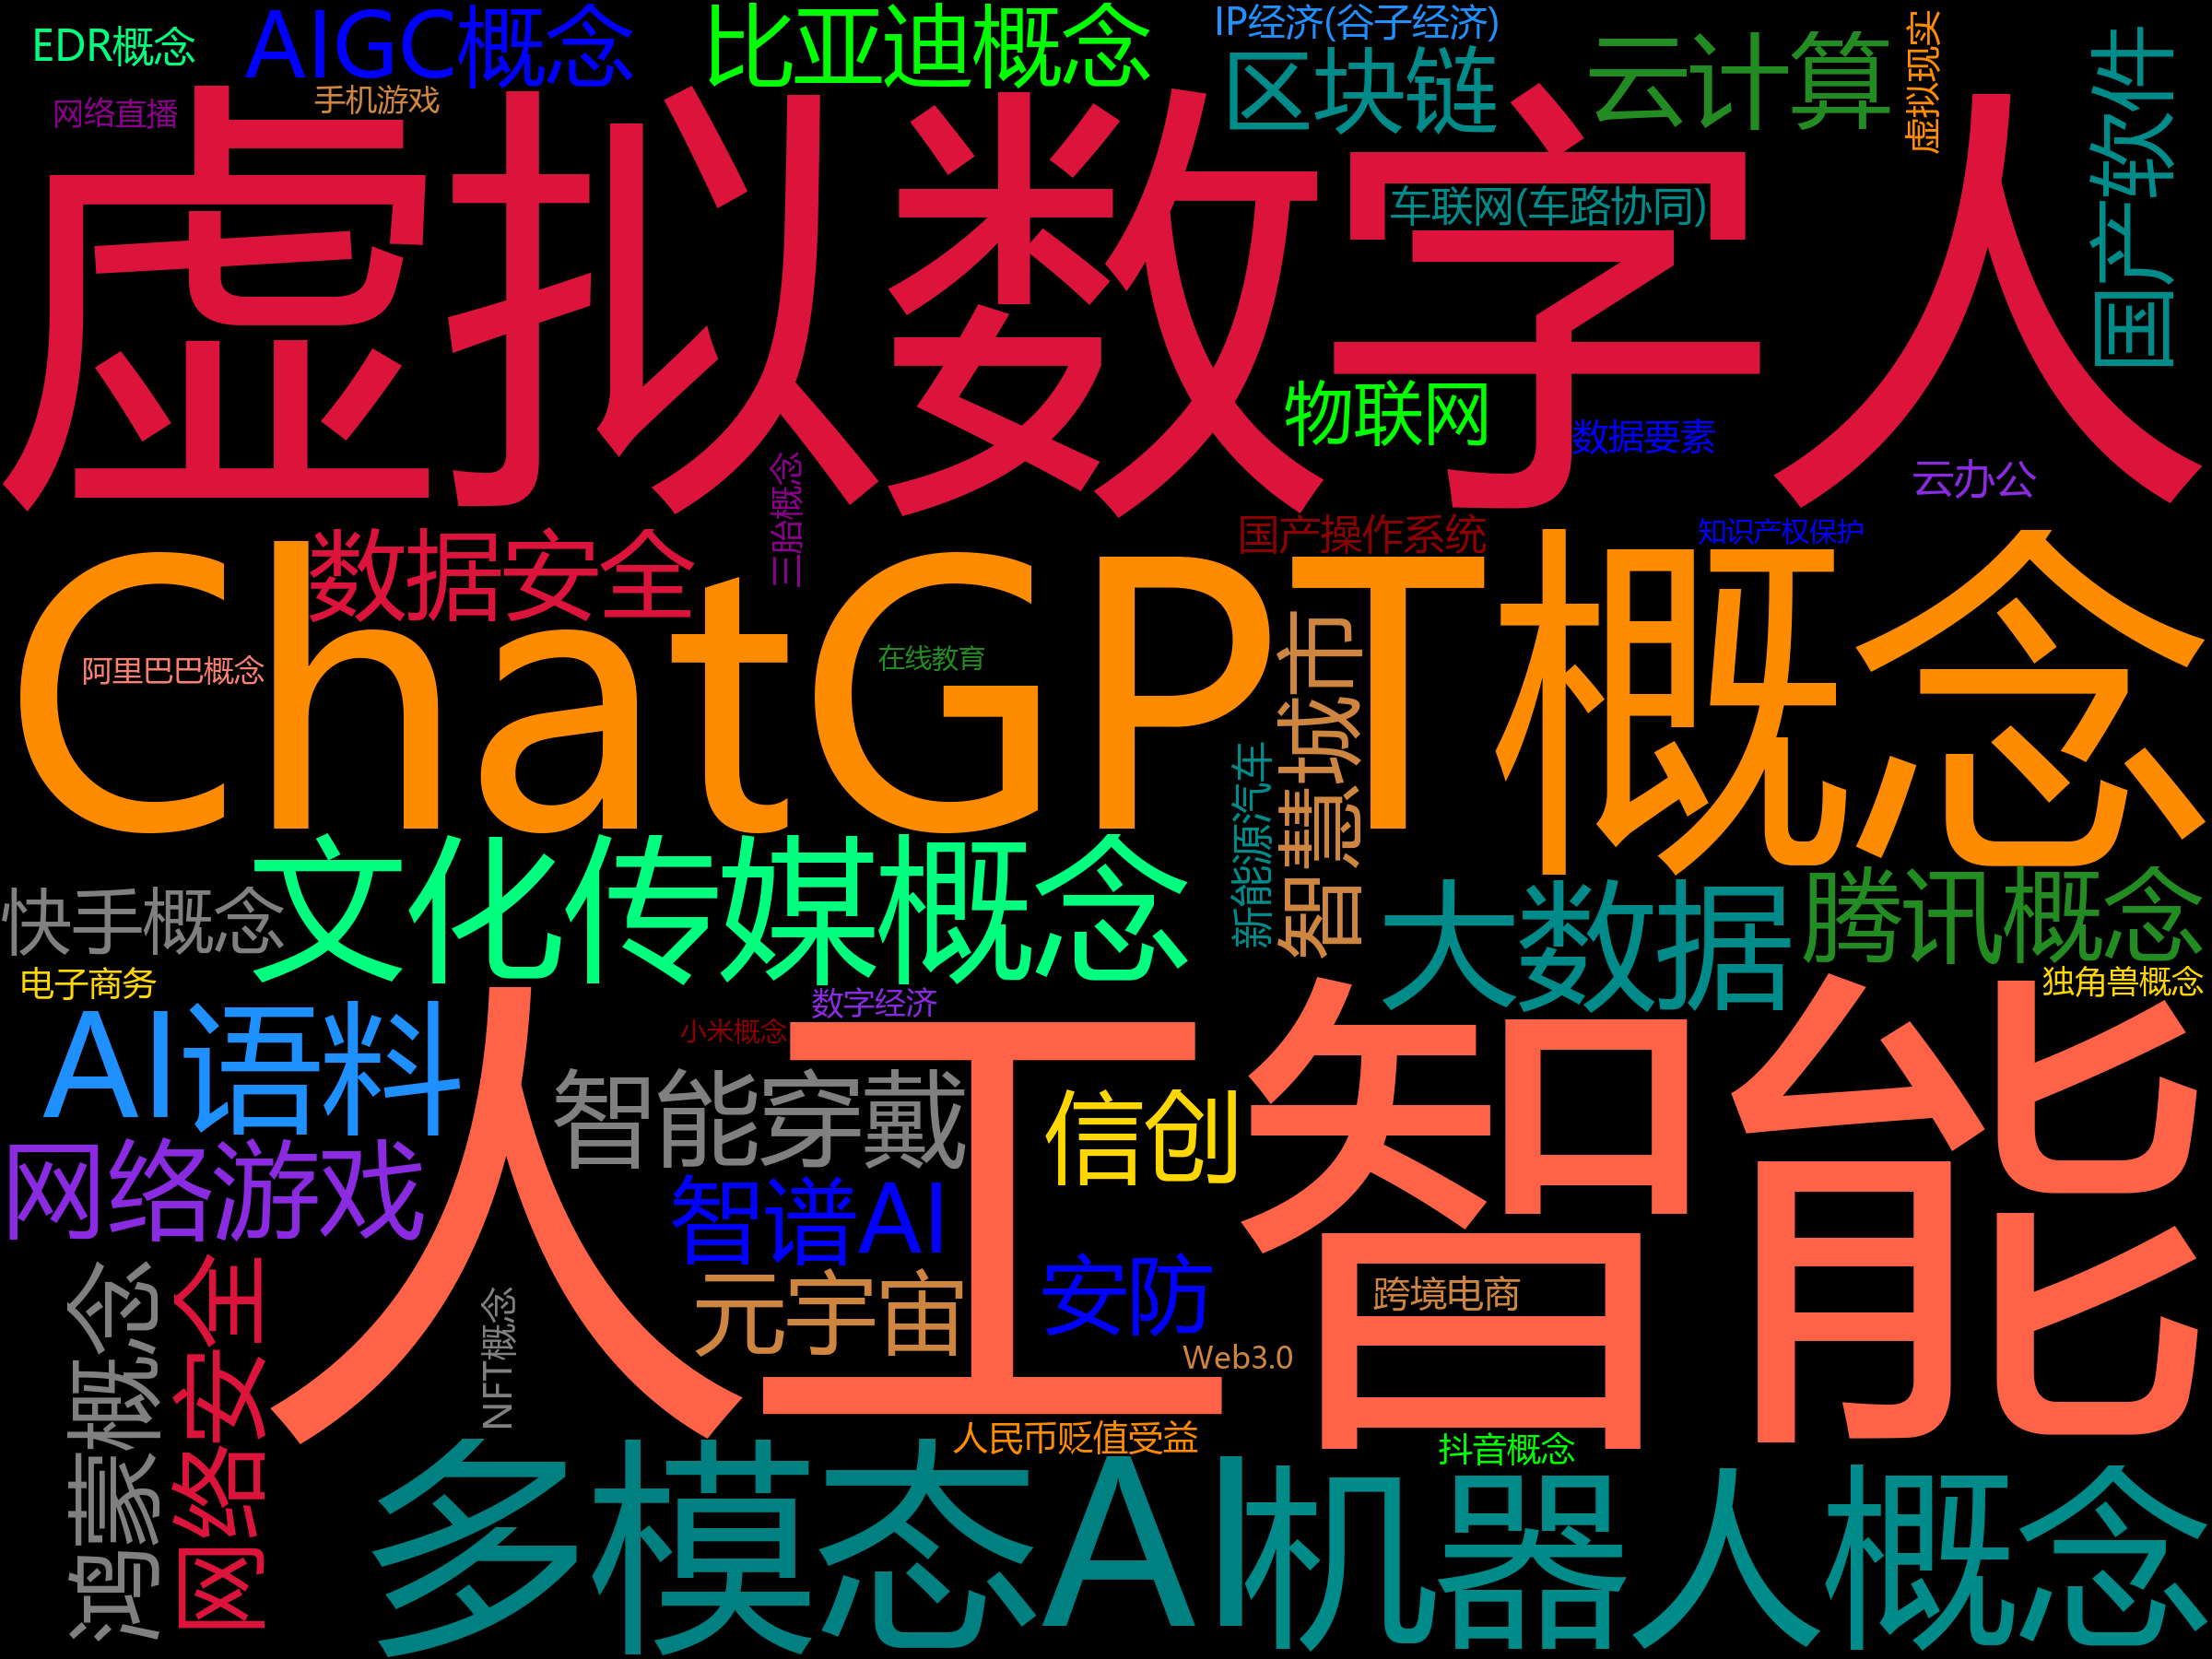 EDR概念
AIGC概念
比亚迪概念
IP经济(谷子经济)
区块链
云计算
虚拟现实
国产软件
网络直播
手机游戏
虚拟数字人
车联网(车路协同)
物联网
数据要素
云办公
三胎概念
数据安全
国产操作系统
知识产权保护
ChatGPT概念
阿里巴巴概念
在线教育
智慧城市
新能源汽车
文化传媒概念
快手概念
大数据
腾讯概念
电子商务
独角兽概念
AI语料
数字经济
小米概念
人工智能
智能穿戴
信创
网络游戏
智谱AI
安防
元宇宙
跨境电商
鸿蒙概念
网络安全
NFT概念
Web3.0
人民币贬值受益
抖音概念
多模态AI
机器人概念